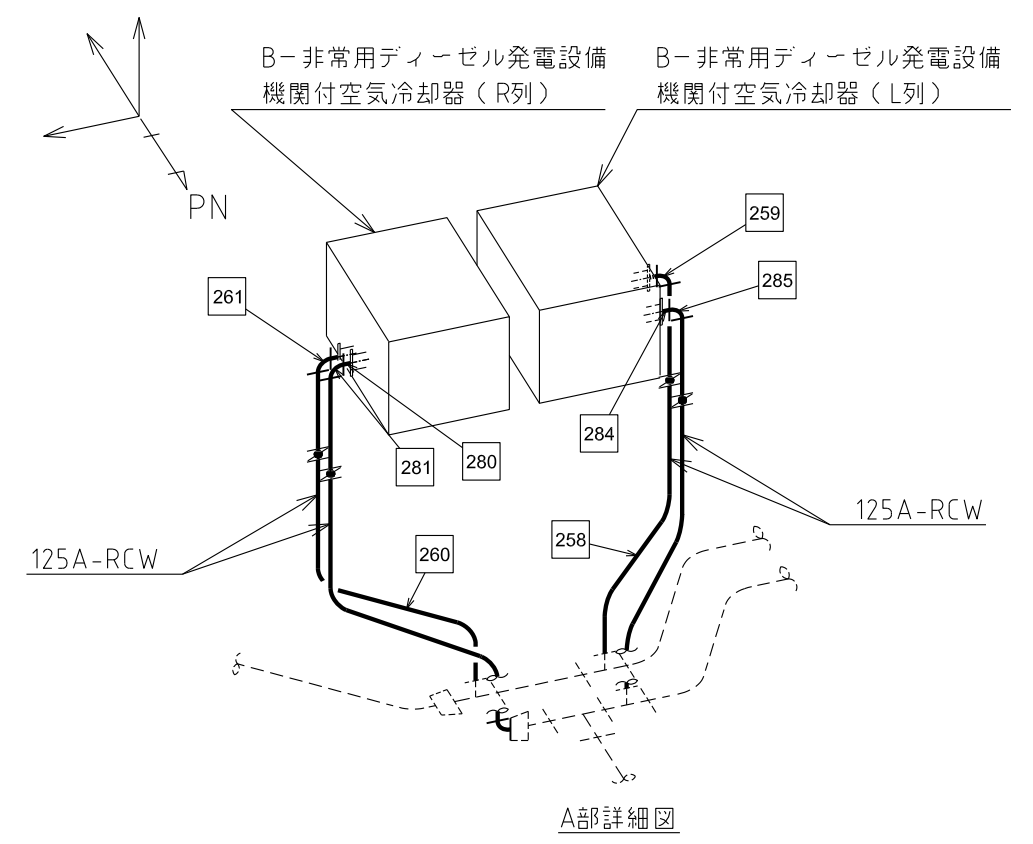 B−非常用ディーゼル発電設備
機関付空気冷却器（R列）
B−非常用ディーゼル発電設備
機関付空気冷却器（L列）
PN
259
285
261
284
281
280
125A-RCW
258
260
125A-RCW
A部詳細図